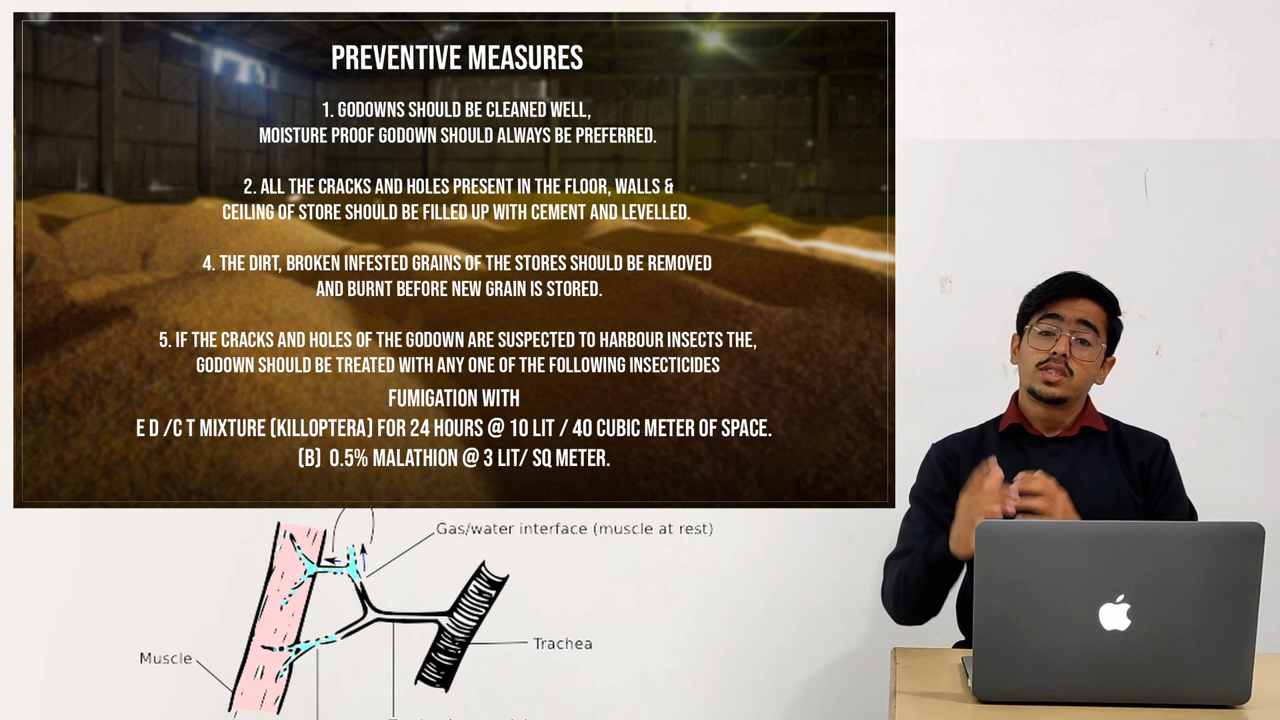 PREVENTIVE MEASURES
1. GODOWNS SHOULD BE CLEANED WELL,
MOISTURE PROOF GODOWN SHOULD ALWAYS BE PREFERRED.
2. ALL THE CRACKS AND HOLES PRESENT IN THE FLOOR, WALLS &
CEILING OF STORE SHOULD BE FILLED UP WITH CEMENT AND LEVELLED.
4. THE DIRT, BROKEN INFESTED GRAINS OF THE STORES SHOULD BE REMOVED
AND BURNT BEFORE NEW GRAIN IS STORED.
5. IF THE CRACKS AND HOLES OF THE GODOWN ARE SUSPECTED TO HARBOUR INSECTS THE,
GODOWN SHOULD BE TREATED WITH ANY ONE OF THE FOLLOWING INSECTICIDES
FUMIGATION WITH
E D /C T MIXTURE (KILLOPTERA) FOR 24 HOURS @ 10 LIT / 40 CUBIC METER OF SPACE.
(B) 0.5% MALATHION @ 3 LIT/ SQ METER.
Gas/water interface (muscle at rest)
Trachea
Muscle